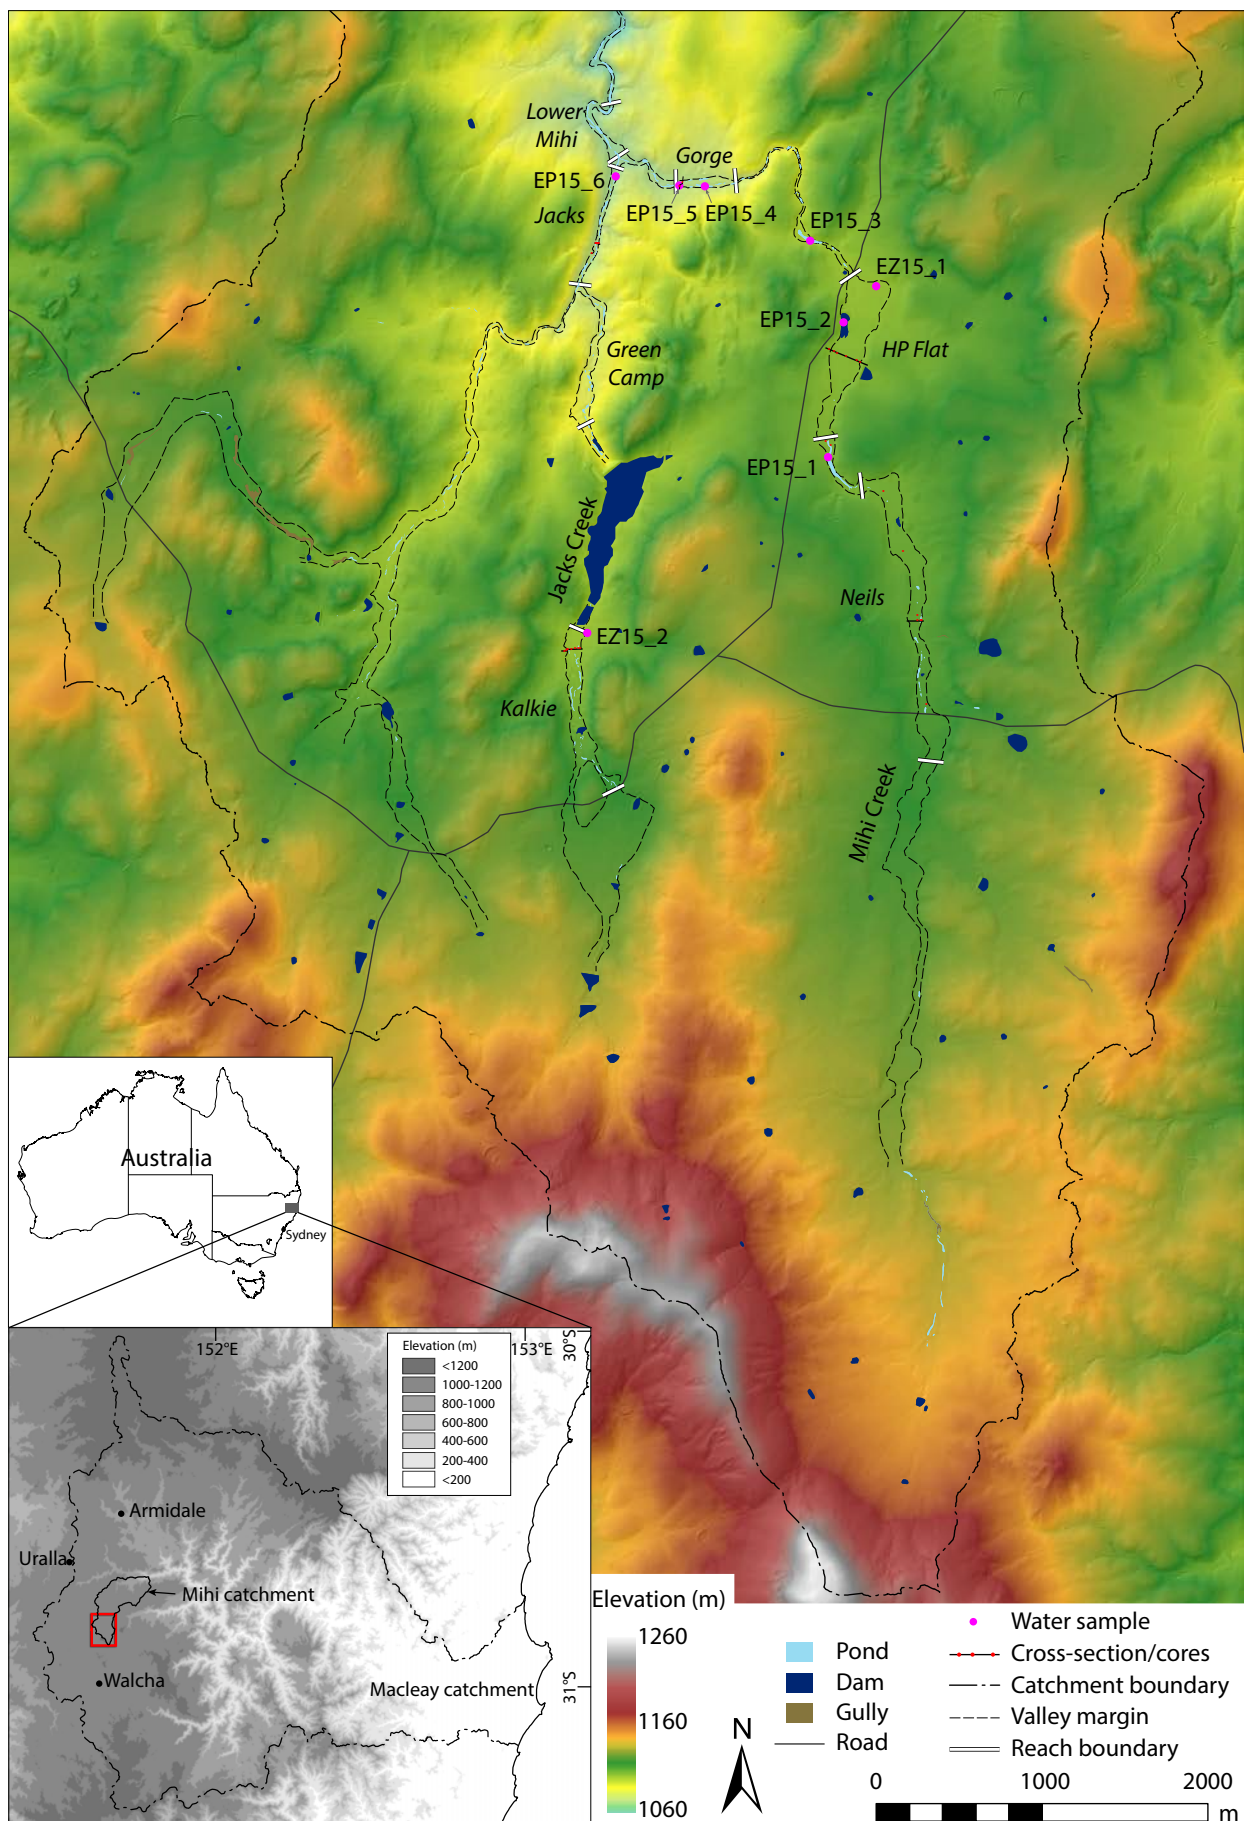 Lower
Mihi
Gorge
EP15_6
Jacks
EP15_5
EP15_4
EP15_3
EZ15_1
EP15_2
HP Flat
Green
Camp
EP15_1
Jacks Creek
Neils
EZ15_2
Kalkie
Mihi Creek
Australia
Sydney
152°E
153°E
30°S
Elevation (m)
<1200
1000-1200
800-1000
600-800
400-600
200-400
<200
Armidale
Uralla
Mihi catchment
Walcha
Macleay catchment
31°S
Elevation (m)
1260
1160
1060
Pond
Dam
Gully
Road
N
Water sample
Cross-section/cores
Catchment boundary
Valley margin
Reach boundary
0 1000 2000
m